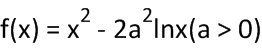 f(x) = x² - 2a²lnx(a > 0)